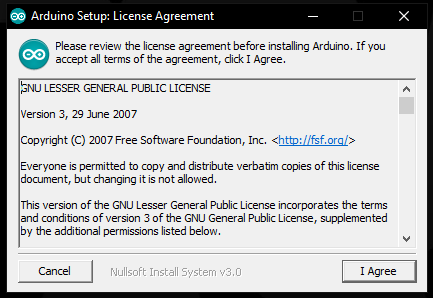 Arduino Setup: License Agreement
Please review the license agreement before installing Arduino. If you
accept all terms of the agreement, click I Agree.
GNU LESSER GENERAL PUBLIC LICENSE
Version 3, 29 June 2007
Copyright (C) 2007 Free Software Foundation, Inc. <http://fsf.org/>
Everyone is permitted to copy and distribute verbatim copies of this license
document, but changing it is not allowed.
This version of the GNU Lesser General Public License incorporates the terms
and conditions of version 3 of the GNU General Public License, supplemented
by the additional permissions listed below.
Cancel
Nullsoft Install System v3.0
I Agree